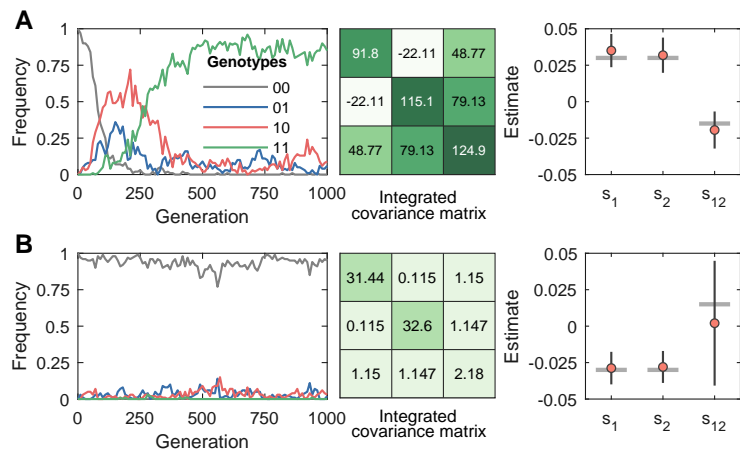 A
Frequency
1
0.75
0.5
0.25
0
0 250 500 750 1000
Generation
Genotypes
00
01
10
11
91.8 -22.11 48.77
-22.11 115.1 79.13
48.77 79.13 124.9
Integrated
covariance matrix
Estimate
0.05
0.025
0
-0.025
-0.05
s1 s2 s12
B
Frequency
1
0.75
0.5
0.25
0
0 250 500 750 1000
Generation
31.44 0.115 1.15
0.115 32.6 1.147
1.15 1.147 2.18
Integrated
covariance matrix
Estimate
0.05
0.025
0
-0.025
-0.05
s1 s2 s12